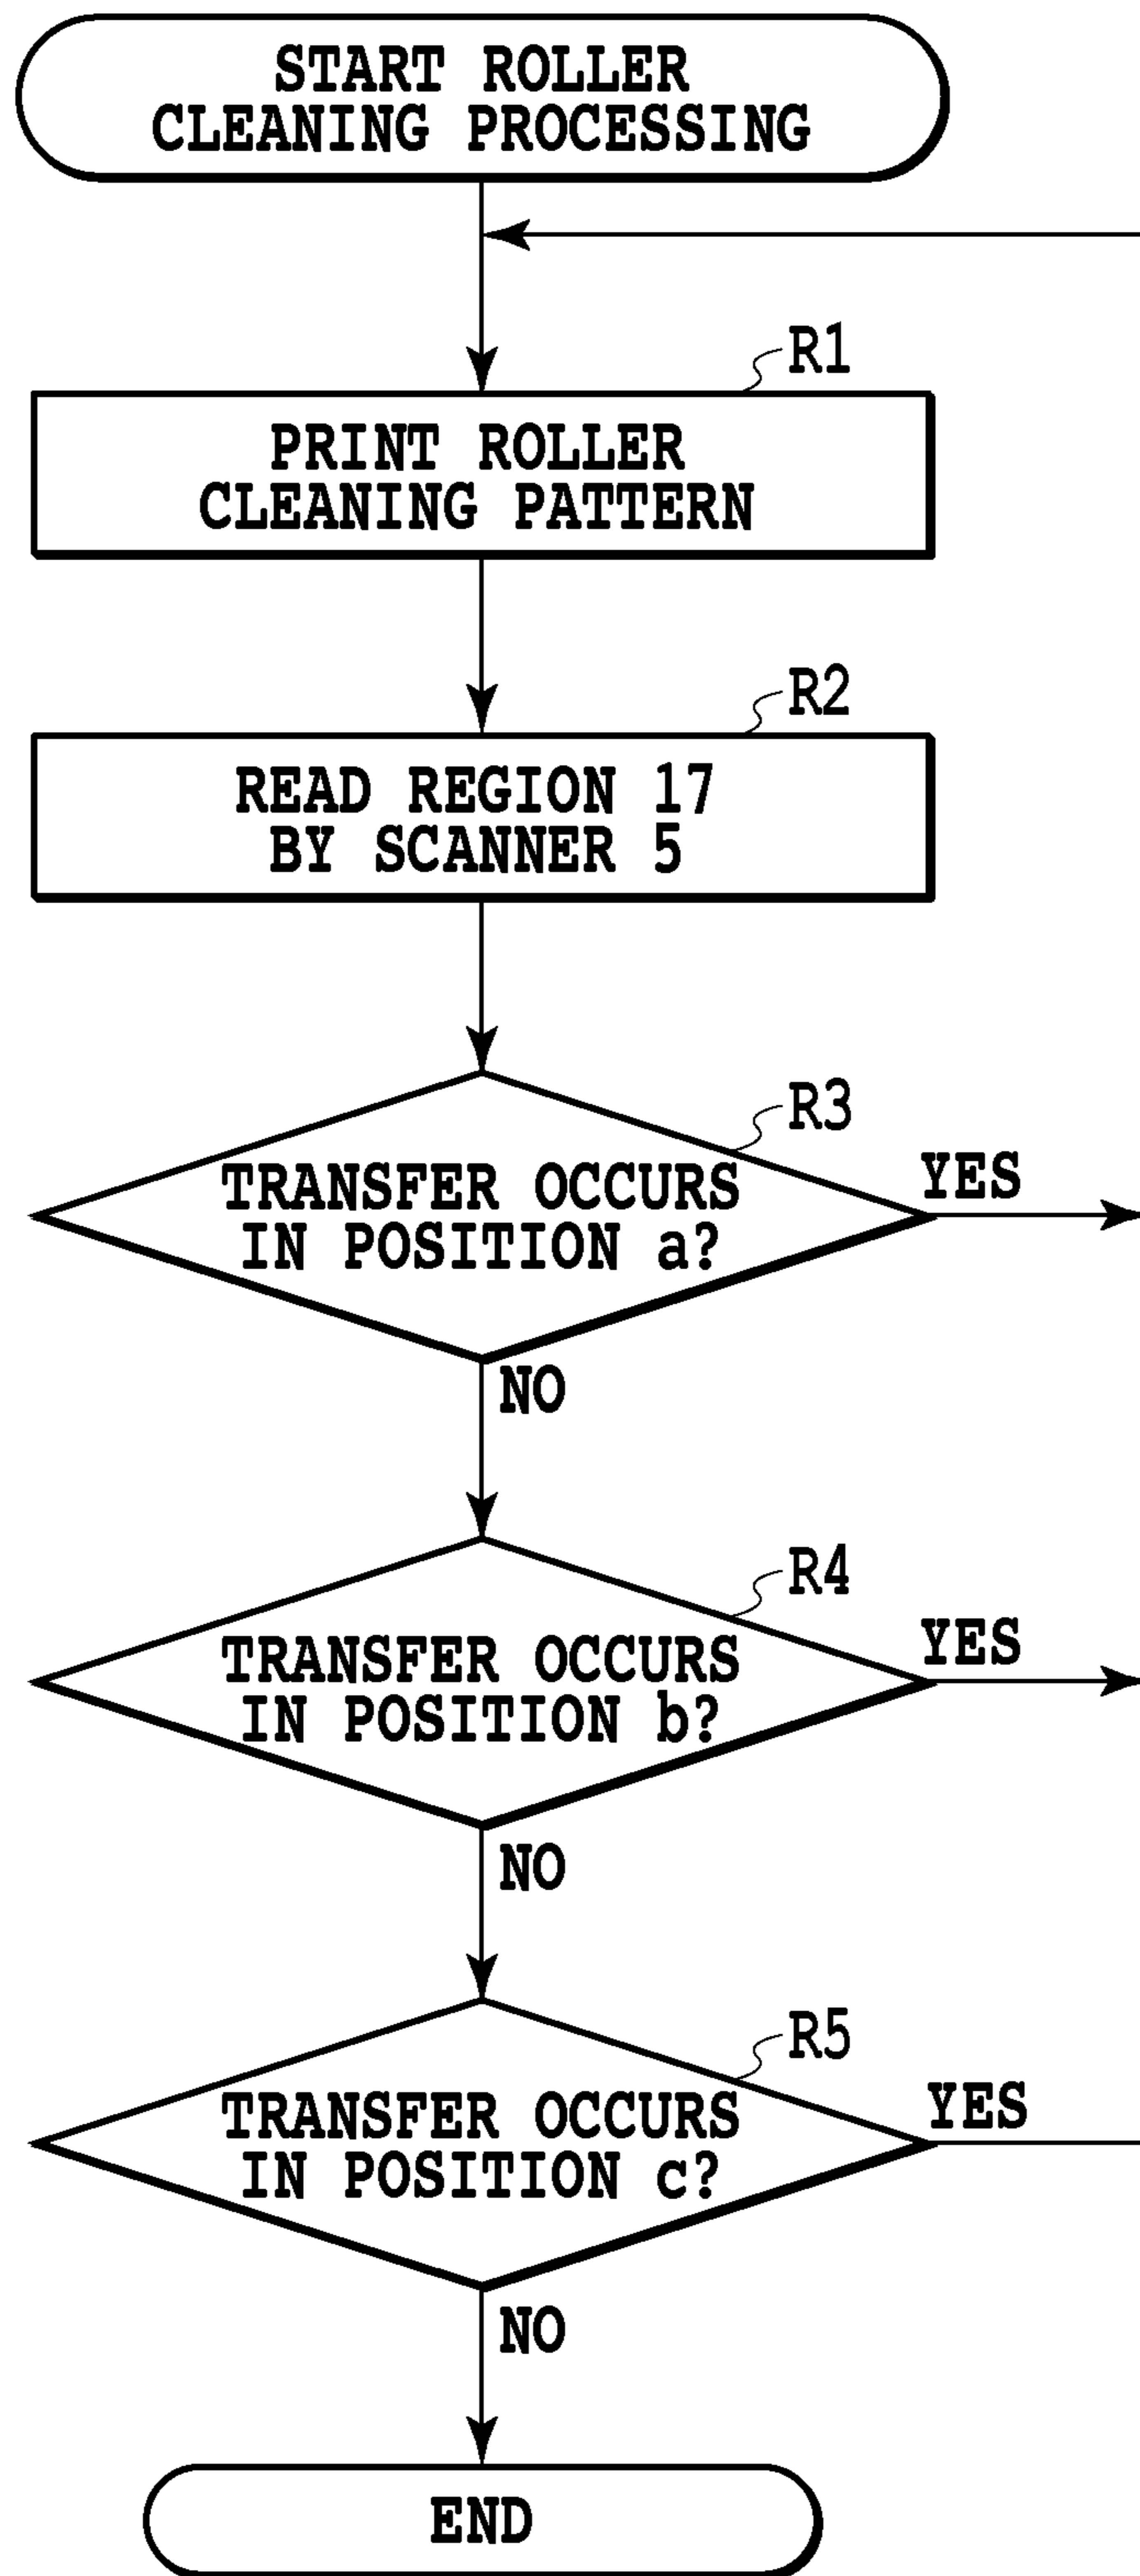 START ROLLER
CLEANING PROCESSING
R1
PRINT ROLLER
CLEANING PATTERN
R2
READ REGION 17
BY SCANNER 5
R3
TRANSFER OCCURS
IN POSITION a?
YES
NO
R4
TRANSFER OCCURS
IN POSITION b?
YES
NO
R5
TRANSFER OCCURS
IN POSITION c?
YES
NO
END